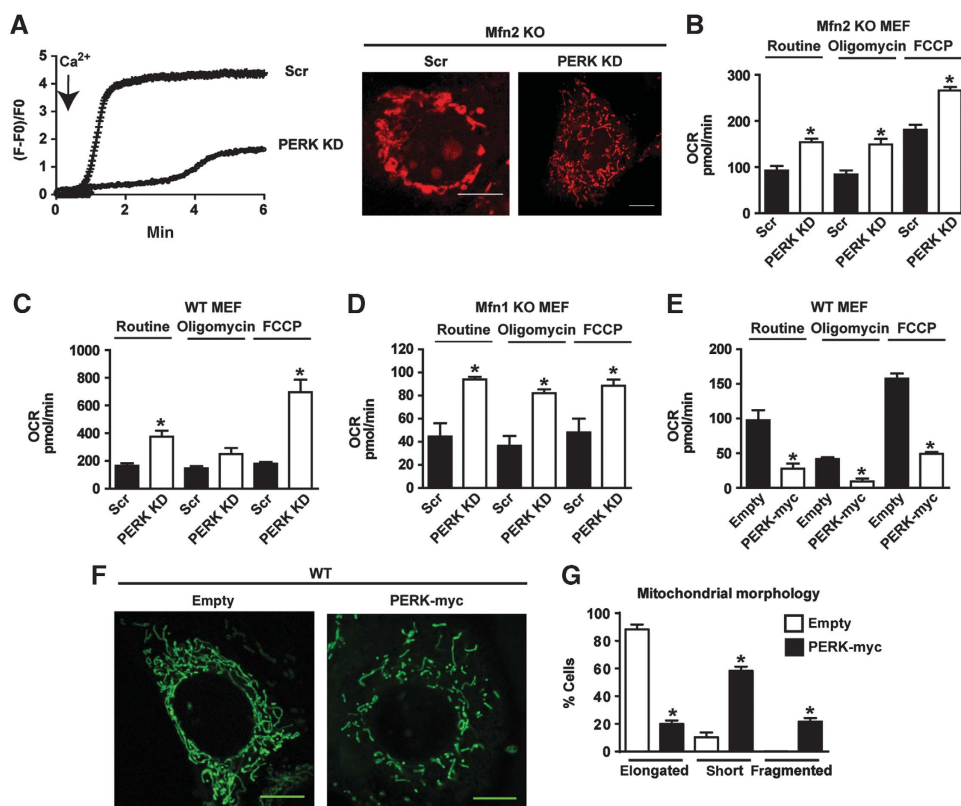 A
Ca2+
(F-F0)/F0
5
4
3
2
1
0
0 2 4 6
Min
Scr
PERK KD
Mfn2 KO
Scr PERK KD
B
Mfn2 KO MEF
Routine Oligomycin FCCP
OCR
pmol/min
300
200
100
0
* * *
Scr PERK KD Scr PERK KD Scr PERK KD
C
WT MEF
Routine Oligomycin FCCP
OCR
pmol/min
1000
800
600
400
200
0
* *
Scr PERK KD Scr PERK KD Scr PERK KD
D
Mfn1 KO MEF
Routine Oligomycin FCCP
OCR
pmol/min
120
100
80
60
40
20
0
* * *
Scr PERK KD Scr PERK KD Scr PERK KD
E
WT MEF
Routine Oligomycin FCCP
OCR
pmol/min
200
150
100
50
0
* * *
Empty PERK-myc Empty PERK-myc Empty PERK-myc
F
WT
Empty PERK-myc
G
Mitochondrial morphology
Empty
PERK-myc
% Cells
100
80
60
40
20
0
* * *
Elongated Short Fragmented